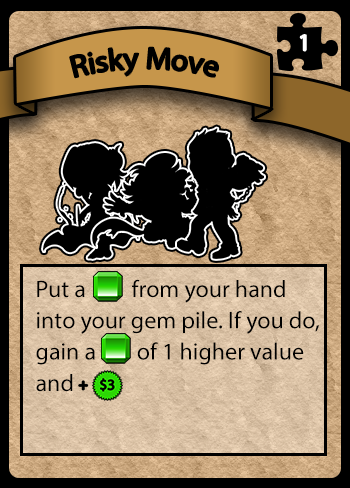 1
Risky Move
Put a from your hand
into your gem pile. If you do,
gain a of 1 higher value
and + $3